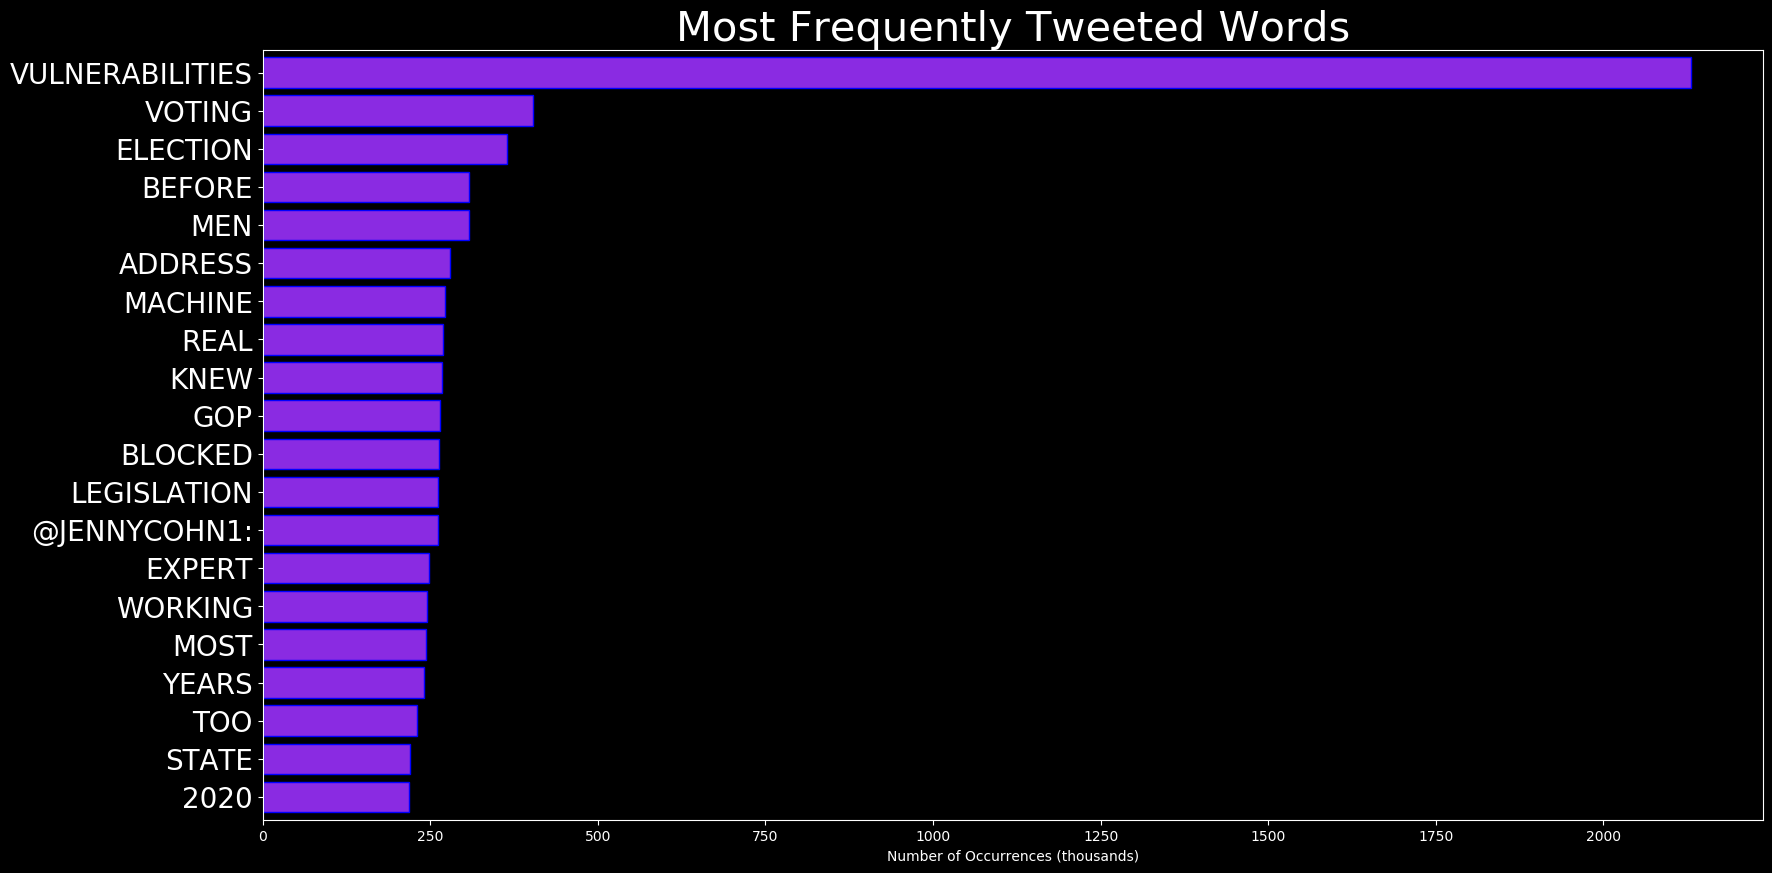 Most Frequently Tweeted Words
VULNERABILITIES
VOTING
ELECTION
BEFORE
MEN
ADDRESS
MACHINE
REAL
KNEW
GOP
BLOCKED
LEGISLATION
@JENNYCOHN1:
EXPERT
WORKING
MOST
YEARS
TOO
STATE
2020
0 250 500 750 1000 1250 1500 1750 2000
Number of Occurrences (thousands)